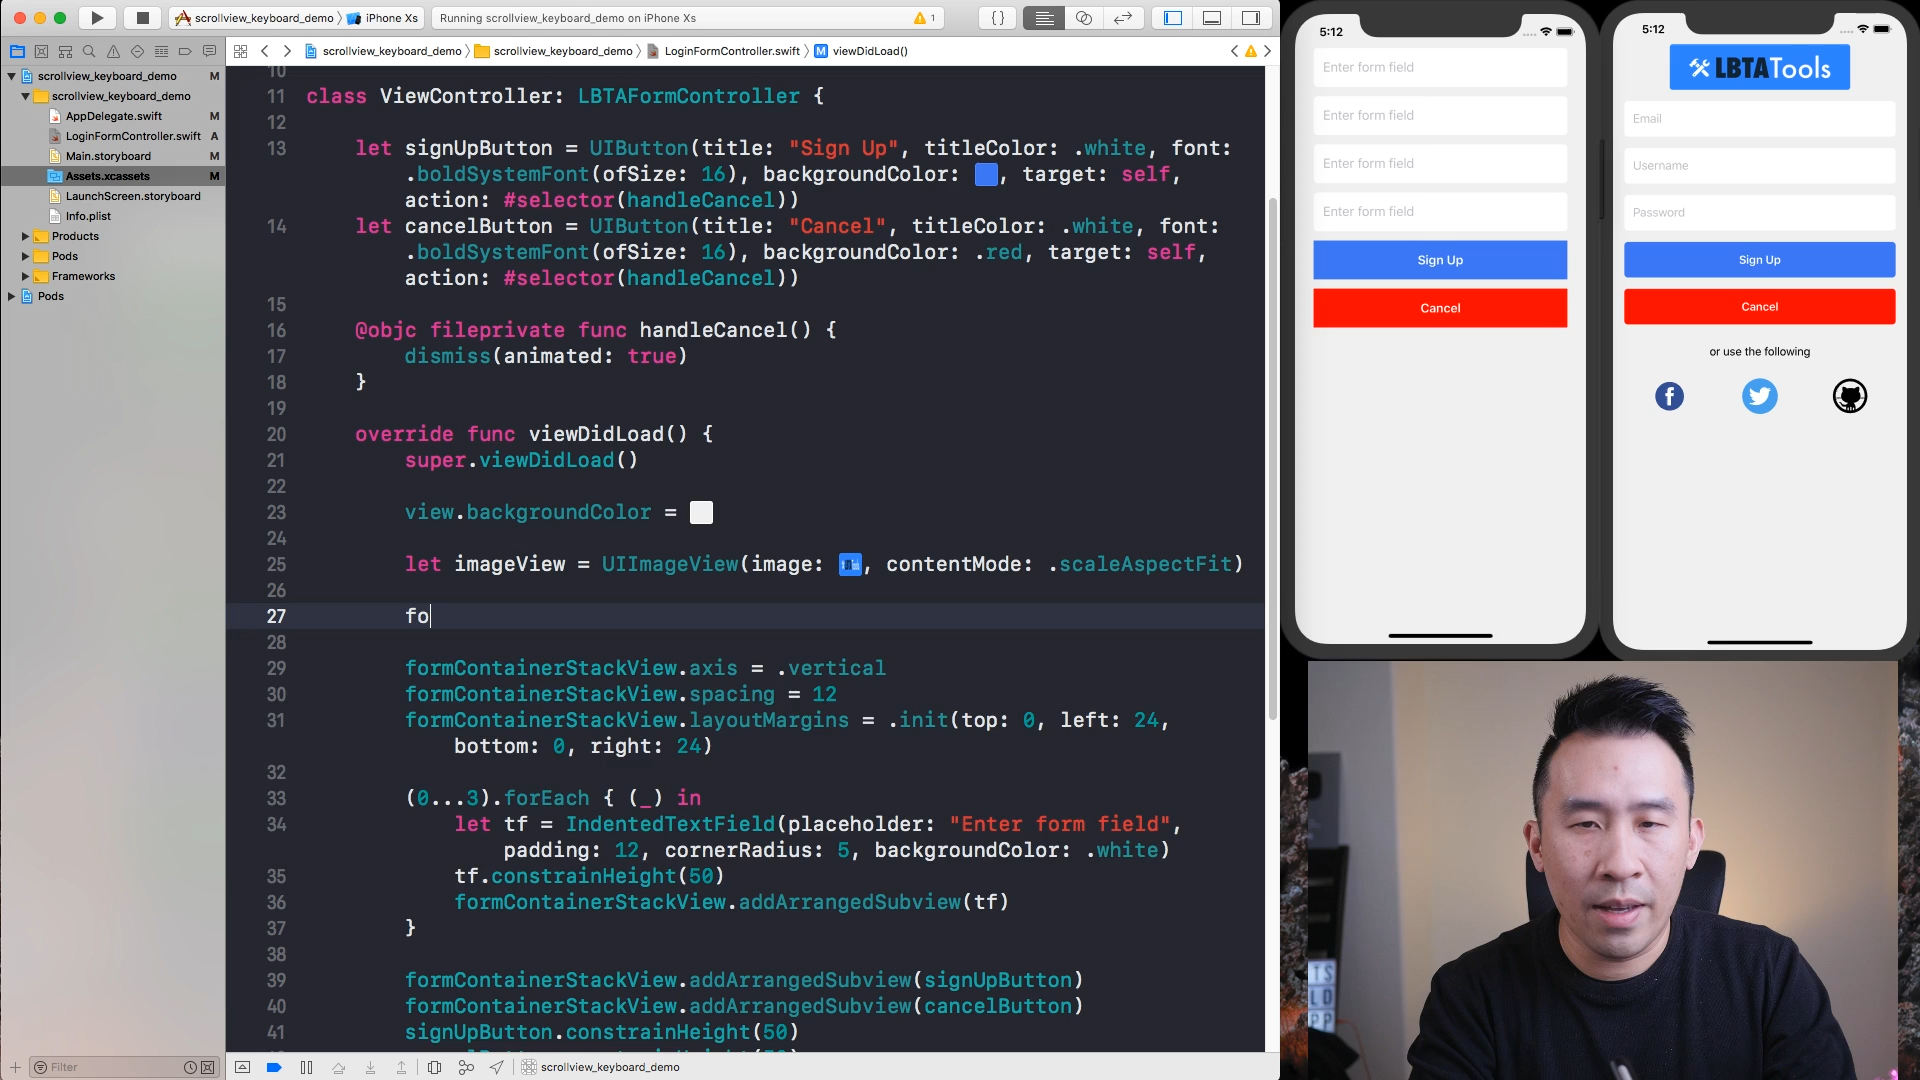 scrollview_keyboard_demo
iPhone Xs
Running scrollview_keyboard_demo on iPhone Xs
1
scrollview_keyboard_demo
scrollview_keyboard_demo
LoginFormController.swift
M
viewDidLoad()
scrollview_keyboard_demo M
scrollview_keyboard_demo
AppDelegate.swift M
LoginFormController.swift A
Main.storyboard M
Assets.xcassets M
LaunchScreen.storyboard
Info.plist
Products
Pods
Frameworks
Pods
Filter
10
11 class ViewController: LBTAFormController {
12
13 let signUpButton = UIButton(title: "Sign Up", titleColor: .white, font:
.boldSystemFont(ofSize: 16), backgroundColor: , target: self,
action: #selector(handleCancel))
14 let cancelButton = UIButton(title: "Cancel", titleColor: .white, font:
.boldSystemFont(ofSize: 16), backgroundColor: .red, target: self,
action: #selector(handleCancel))
15
16 @objc fileprivate func handleCancel() {
17 dismiss(animated: true)
18 }
19
20 override func viewDidLoad() {
21 super.viewDidLoad()
22
23 view.backgroundColor =
24
25 let imageView = UIImageView(image: , contentMode: .scaleAspectFit)
26
27 fo
28
29 formContainerStackView.axis = .vertical
30 formContainerStackView.spacing = 12
31 formContainerStackView.layoutMargins = .init(top: 0, left: 24,
bottom: 0, right: 24)
32
33 (0...3).forEach { (_) in
34 let tf = IndentedTextField(placeholder: "Enter form field",
padding: 12, cornerRadius: 5, backgroundColor: .white)
35 tf.constrainHeight(50)
36 formContainerStackView.addArrangedSubview(tf)
37 }
38
39 formContainerStackView.addArrangedSubview(signUpButton)
40 formContainerStackView.addArrangedSubview(cancelButton)
41 signUpButton.constrainHeight(50)
scrollview_keyboard_demo
5:12
Enter form field
Enter form field
Enter form field
Enter form field
Sign Up
Cancel
5:12
LBTATools
Email
Username
Password
Sign Up
Cancel
or use the following